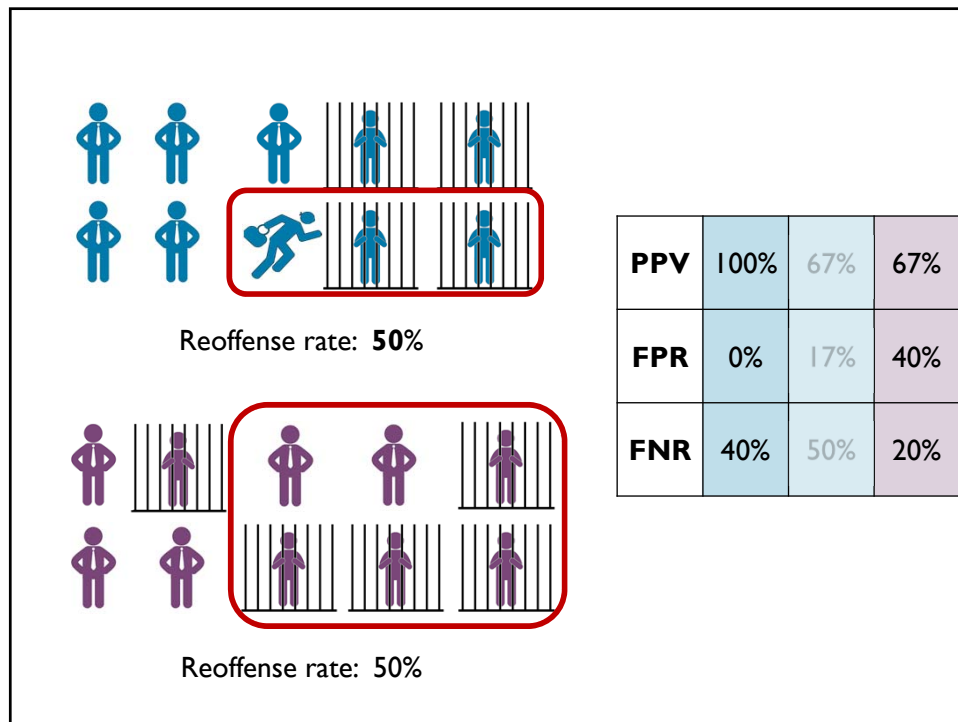 Reoffense rate: 50%
PPV 100% 67% 67%
FPR 0% 17% 40%
FNR 40% 50% 20%
Reoffense rate: 50%